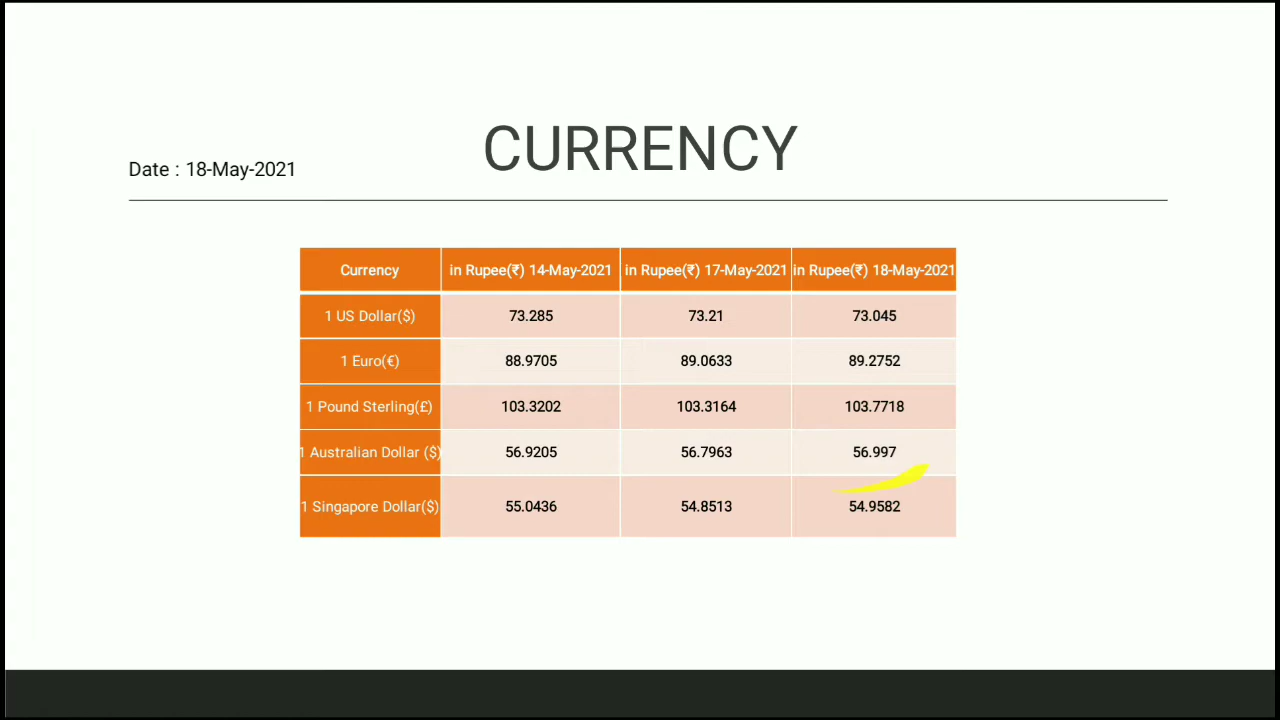 CURRENCY
Date : 18-May-2021
Currency in Rupee(₹) 14-May-2021 in Rupee(₹) 17-May-2021 in Rupee(₹) 18-May-2021
1 US Dollar($) 73.285 73.21 73.045
1 Euro(€) 88.9705 89.0633 89.2752
1 Pound Sterling(£) 103.3202 103.3164 103.7718
1 Australian Dollar ($) 56.9205 56.7963 56.997
1 Singapore Dollar($) 55.0436 54.8513 54.9582